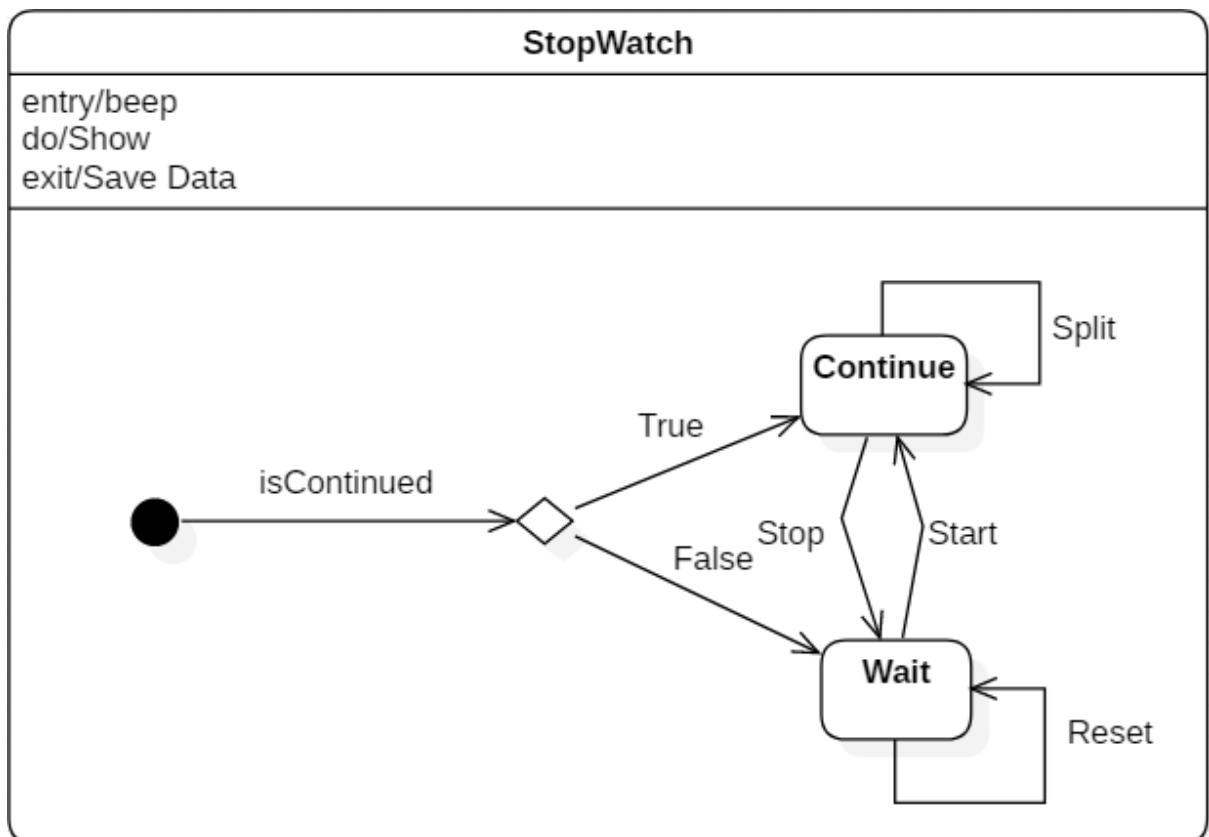 StopWatch
entry/beep
do/Show
exit/Save Data
Split
Continue
True
isContinued
Stop
Start
False
Wait
Reset